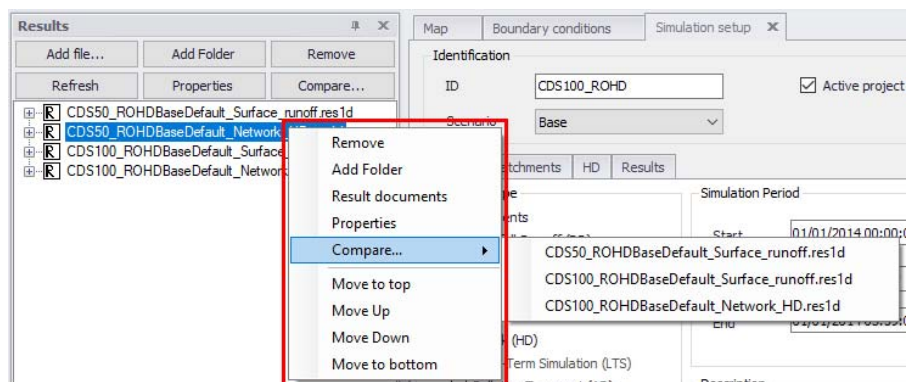 Results
Add file...
Add Folder
Remove
Refresh
Properties
Compare...
CDS50_ROHDBaseDefault_Surface_runoff.res1d
CDS50_ROHDBaseDefault_Network
CDS100_ROHDBaseDefault_Surface
CDS100_ROHDBaseDefault_Network
Remove
Add Folder
Result documents
Properties
Compare...
Move to top
Move Up
Move Down
Move to bottom
CDS50_ROHDBaseDefault_Surface_runoff.res1d
CDS100_ROHDBaseDefault_Surface_runoff.res1d
CDS100_ROHDBaseDefault_Network_HD.res1d
Map
Boundary conditions
Simulation setup
Identification
ID
CDS100_ROHD
Active project
Scenario
Base
HD
Results
Simulation Period
Start
01/01/2014 00:00:
End
(HD)
Term Simulation (LTS)
Description